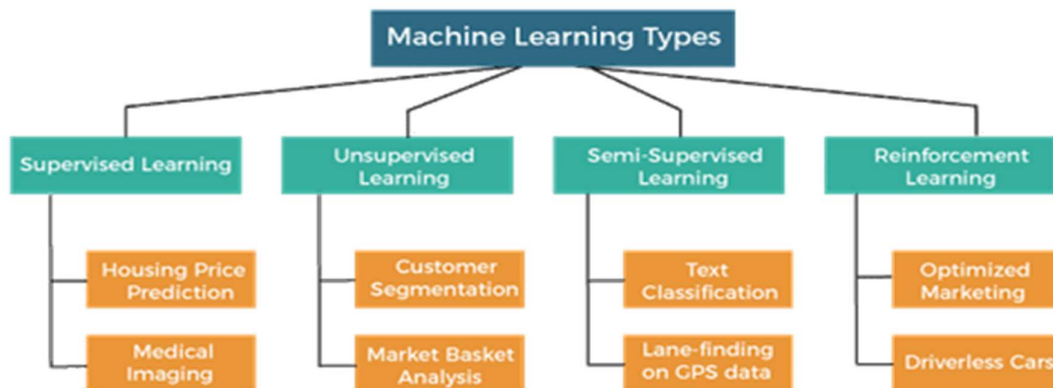 Machine Learning Types
Supervised Learning
Unsupervised
Learning
Semi-Supervised
Learning
Reinforcement
Learning
Housing Price
Prediction
Customer
Segmentation
Text
Classification
Optimized
Marketing
Medical
Imaging
Market Basket
Analysis
Lane-finding
on GPS data
Driverless Cars